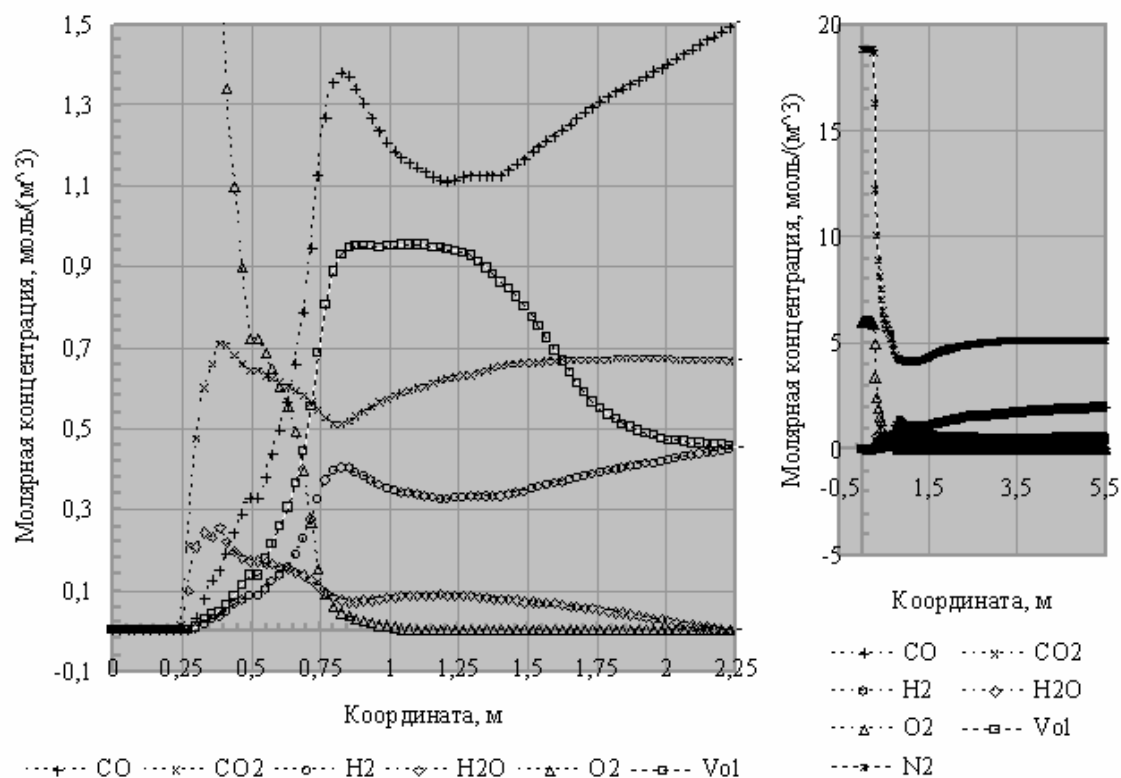 1,5
1,3
1,1
0,9
0,7
0,5
0,3
0,1
-0,1
Молярная концентрация, моль/(м^3)
0 0,25 0,5 0,75 1 1,25 1,5 1,75 2 2,25
Координата, м
CO CO2 H2 H2O O2 Vol
20
15
10
5
0
-5
Молярная концентрация, моль/(м^3)
-0,5 1,5 3,5 5,5
Координата, м
CO CO2
H2 H2O
O2 Vol
N2